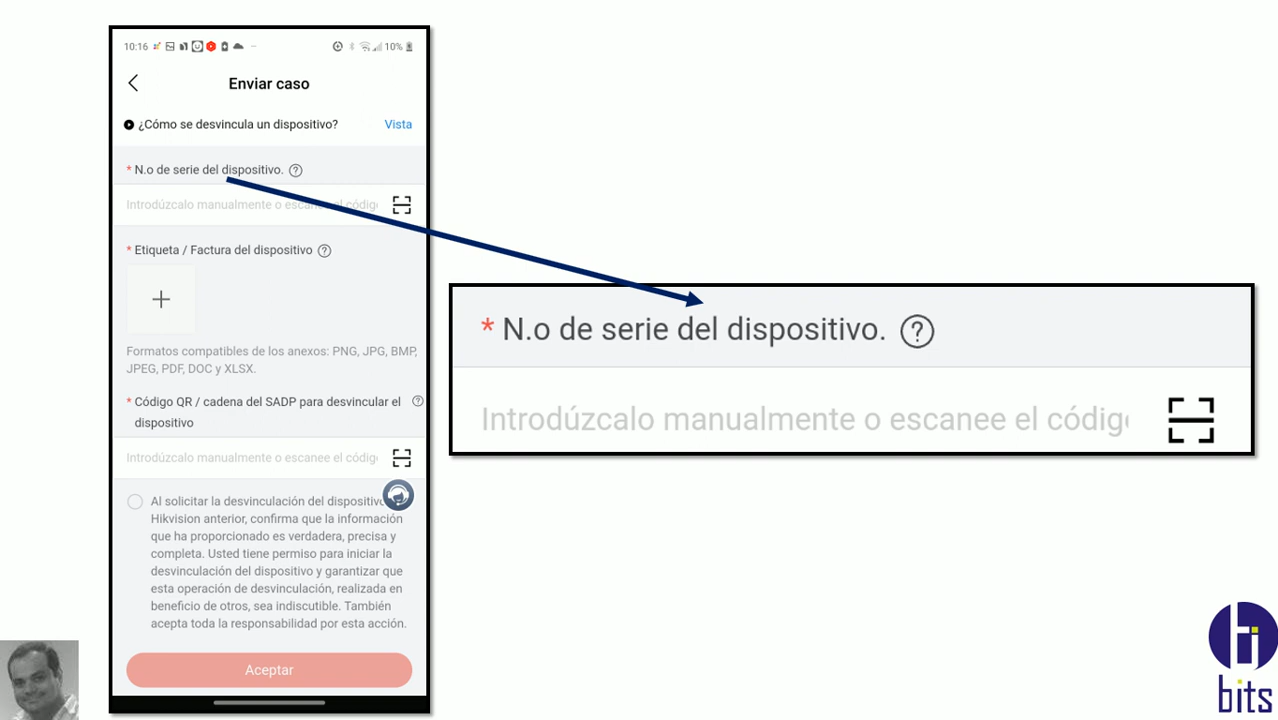 10:16
10%
Enviar caso
¿Cómo se desvincula un dispositivo? Vista
* N.o de serie del dispositivo. ?
Introdúzcalo manualmente o escanee el códig
* Etiqueta / Factura del dispositivo ?
+
Formatos compatibles de los anexos: PNG, JPG, BMP,
JPEG, PDF, DOC y XLSX.
* Código QR / cadena del SADP para desvincular el ?
dispositivo
Introdúzcalo manualmente o escanee el códig
Al solicitar la desvinculación del dispositivo
Hikvision anterior, confirma que la información
que ha proporcionado es verdadera, precisa y
completa. Usted tiene permiso para iniciar la
desvinculación del dispositivo y garantizar que
esta operación de desvinculación, realizada en
beneficio de otros, sea indiscutible. También
acepta toda la responsabilidad por esta acción.
Aceptar
* N.o de serie del dispositivo. ?
Introdúzcalo manualmente o escanee el códig
hi
bits